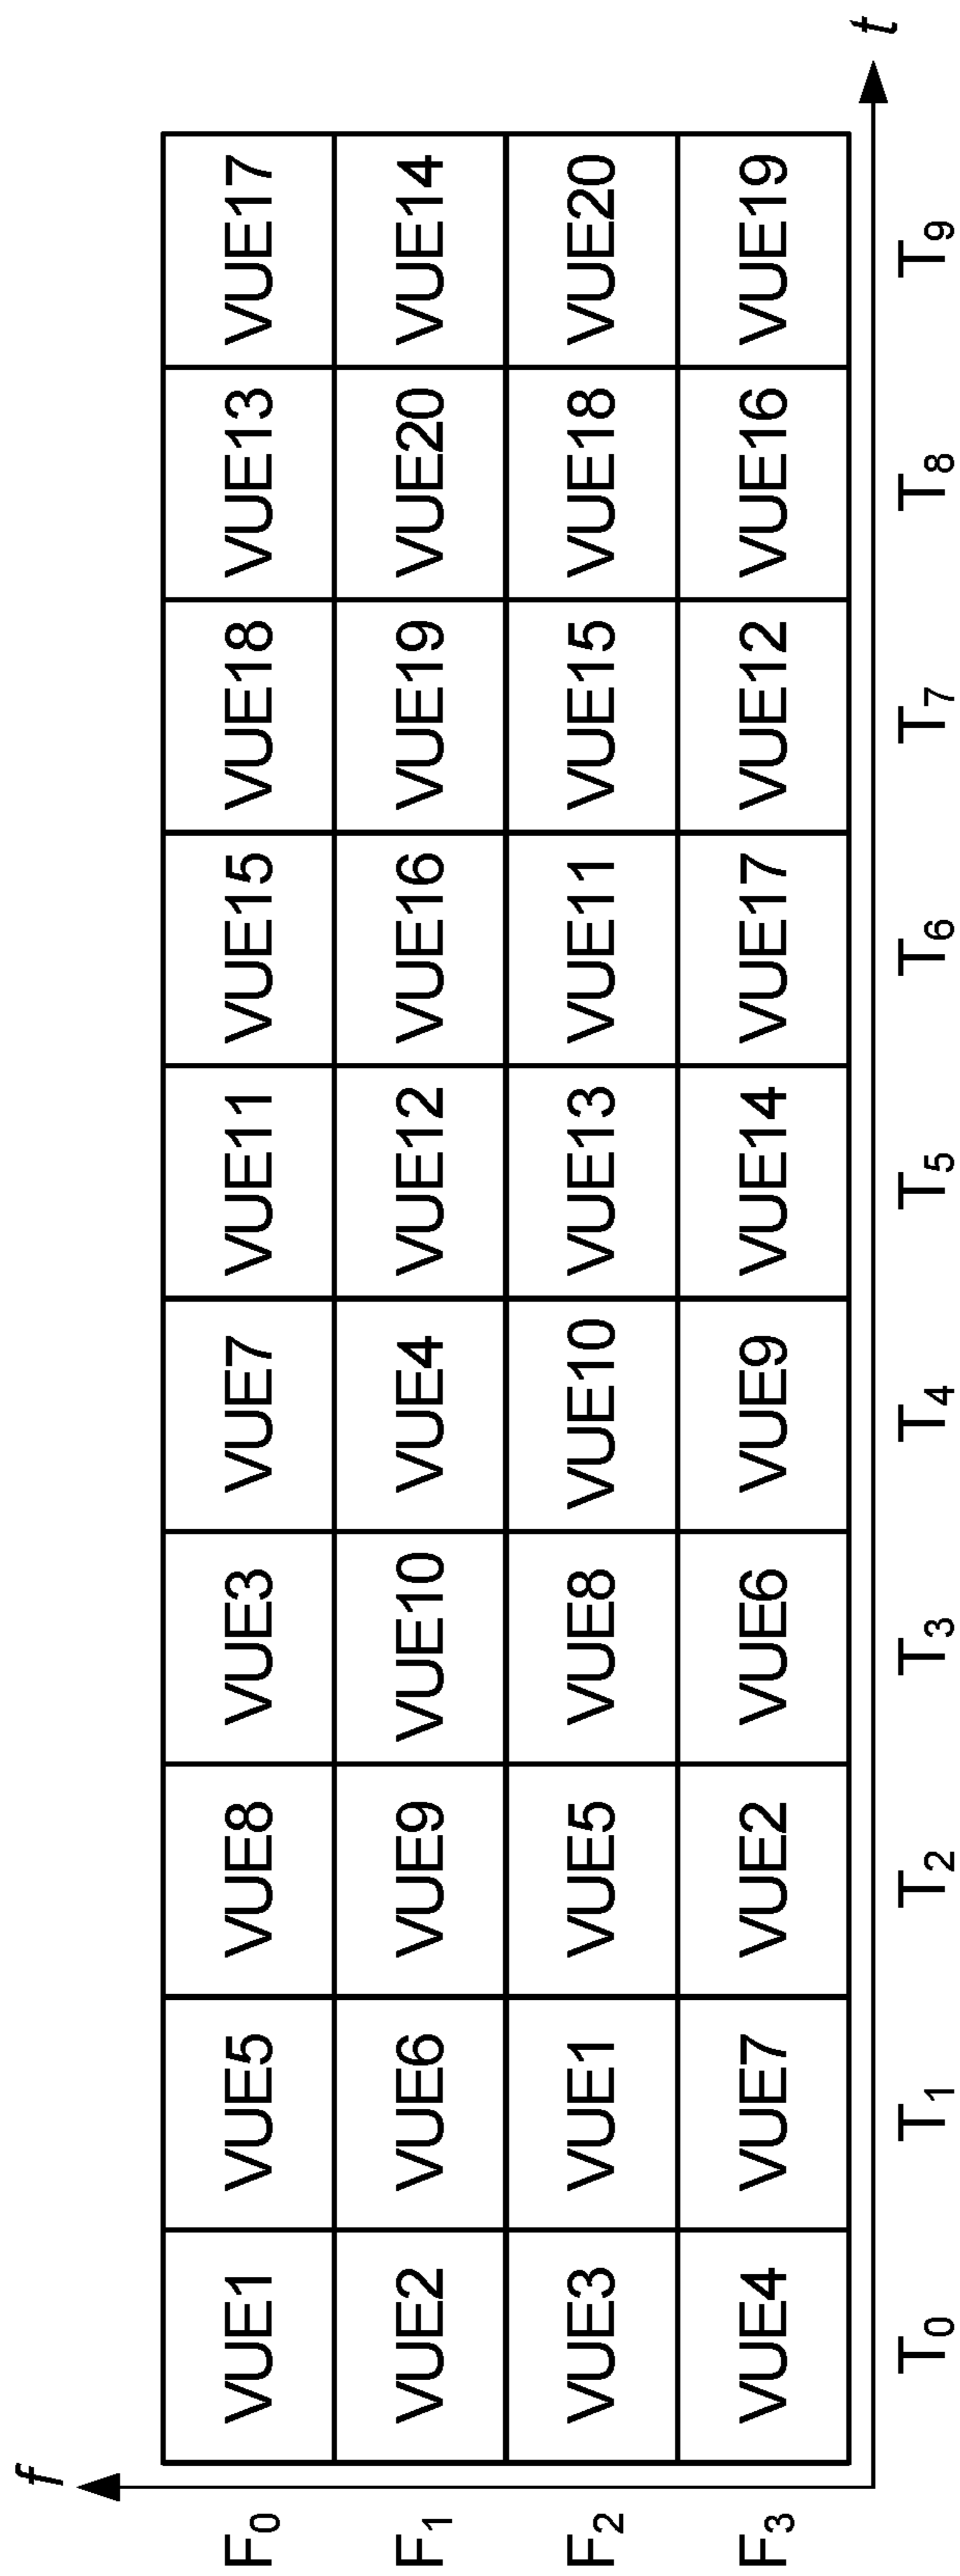 f
F0 VUE1 VUE5 VUE8 VUE3 VUE7 VUE11 VUE15 VUE18 VUE13 VUE17
F1 VUE2 VUE6 VUE9 VUE10 VUE4 VUE12 VUE16 VUE19 VUE20 VUE14
F2 VUE3 VUE1 VUE5 VUE8 VUE10 VUE13 VUE11 VUE15 VUE18 VUE20
F3 VUE4 VUE7 VUE2 VUE6 VUE9 VUE14 VUE17 VUE12 VUE16 VUE19
t
T0 T1 T2 T3 T4 T5 T6 T7 T8 T9